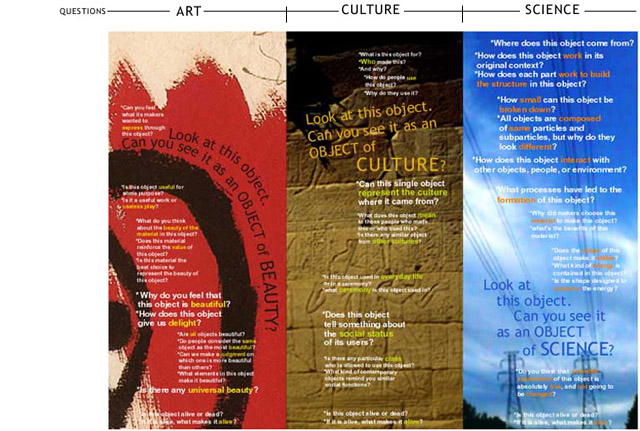 QUESTIONS
ART
CULTURE
SCIENCE
*Can you feel
what its makers
wanted to
express through
this object?
Look at this object.
Can you see it as an OBJECT of BEAUTY?
*Is this object useful for
some purpose?
*Is it a useful work or
useless play?
*What do you think
about the beauty of the
material in this object?
*Does this material
reinforce the value of
this object?
*Is this material the
best choice to
represent the beauty of
this object?
*Why do you feel that
this object is beautiful?
*How does this object
give us delight?
*Are all objects beautiful?
*Do people consider the same
object as the most beautiful?
*Can we make a judgment on
which one is more beautiful
than others?
*What elements in this object
make it beautiful?
*Is there any universal beauty?
*Is this object alive or dead?
*If it is alive, what makes it alive?
*What is this object for?
*Who made this?
*And why?
*How do people use
this object?
*Why do they use it?
Look at this object.
Can you see it as an
OBJECT of
CULTURE?
*Can this single object
represent the culture
where it came from?
*What does this object mean
to those people who made
this or who used this?
*Is there any similar object
from other cultures?
*Is this object used in everyday life
or in a ceremony?
*what ceremony is this object used in?
*Does this object
tell something about
the social status
of its users?
*Is there any particular class
who is allowed to use this object?
*What kind of contemporary
objects remind you similar
social functions?
*Is this object alive or dead?
*If it is alive, what makes it alive?
*Where does this object come from?
*How does this object work in its
original context?
*How does each part work to build
the structure in this object?
*How small can this object be
broken down?
*All objects are composed
of same particles and
subparticles, but why do they
look different?
*How does this object interact with
other objects, people, or environment?
*What processes have led to the
formation of this object?
*Why did makers choose this
to make this object?
*what's the benefits of this
material?
*Does the of this
object make a
*What kind of is
contained in this object?
*Is the shape designed to
the energy?
Look at
this object.
Can you see it
as an OBJECT
of SCIENCE?
*Do you think that
of this object is
absolutely and not going to
be
*Is this object alive or dead?
*If it is alive, what makes it alive?